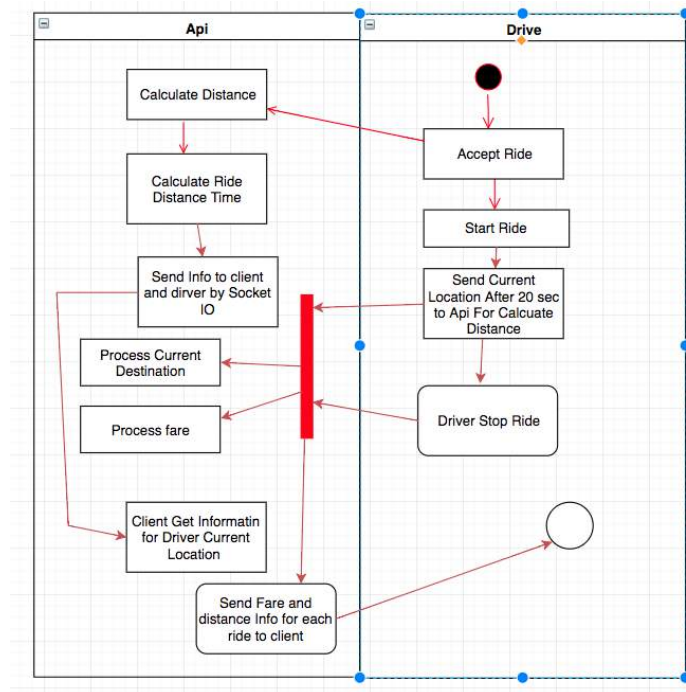 Api
Drive
Calculate Distance
Accept Ride
Calculate Ride
Distance Time
Start Ride
Send Info to client
and dirver by Socket
IO
Send Current
Location After 20 sec
to Api For Calcuate
Distance
Process Current
Destination
Process fare
Driver Stop Ride
Client Get Informatin
for Driver Current
Location
Send Fare and
distance Info for each
ride to client